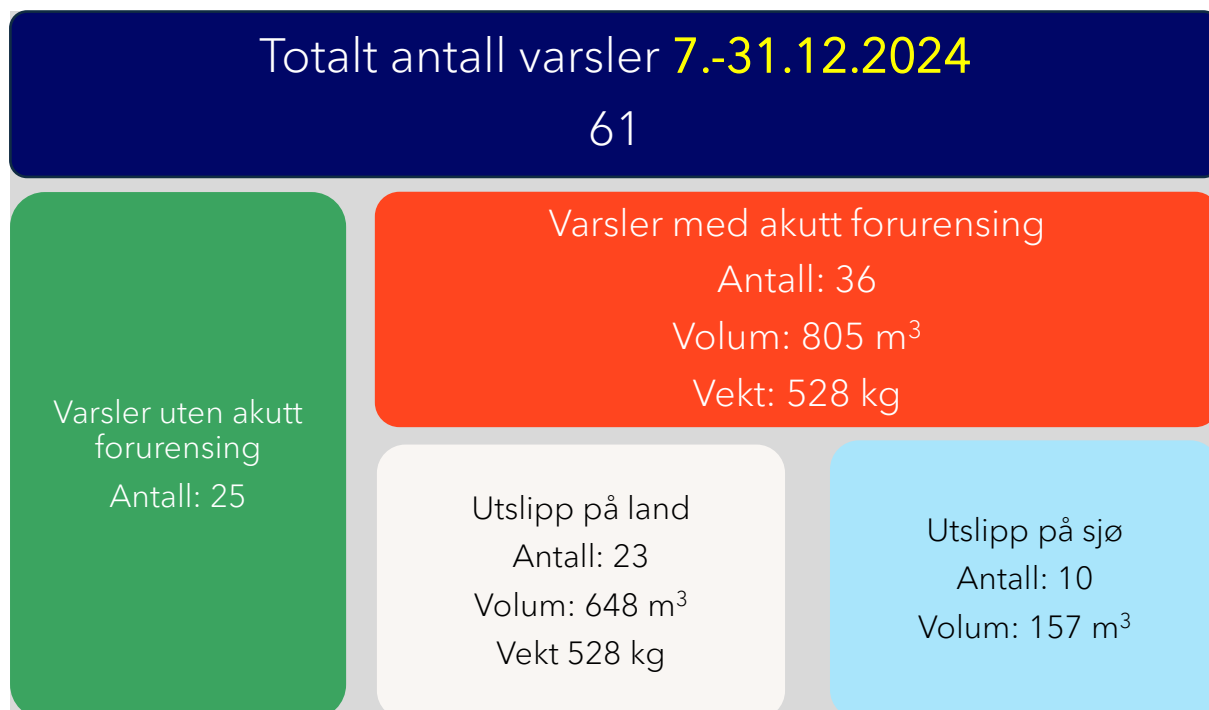 Totalt antall varsler 7.-31.12.2024
61
Varsler uten akutt
forurensing
Antall: 25
Varsler med akutt forurensing
Antall: 36
Volum: 805 m³
Vekt: 528 kg
Utslipp på land
Antall: 23
Volum: 648 m³
Vekt 528 kg
Utslipp på sjø
Antall: 10
Volum: 157 m³